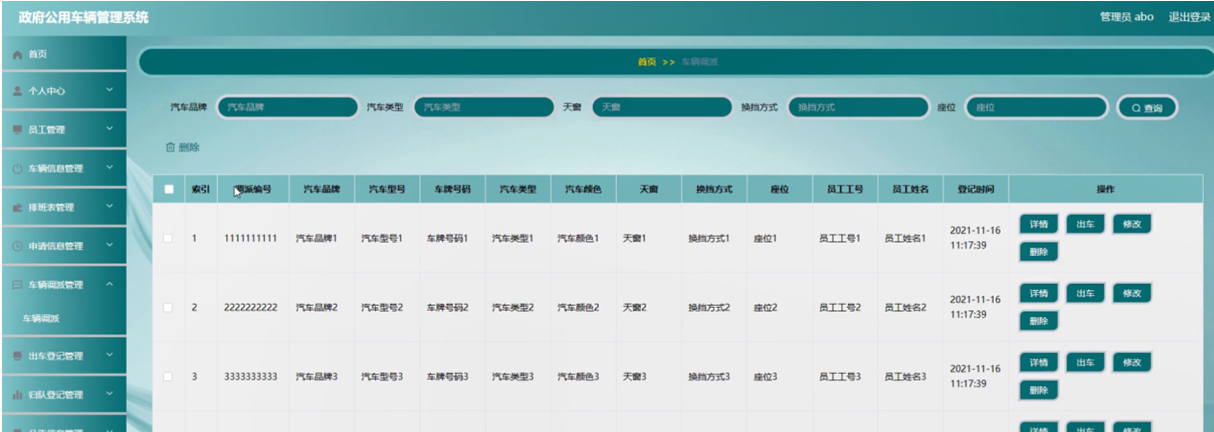 政府公用车辆管理系统
管理员 abo 退出登录
首页
个人中心
员工管理
车辆信息管理
排班表管理
申请信息管理
车辆调派管理
车辆调派
出车登记管理
归队登记管理
公告信息管理
首页 >> 车辆调派
汽车品牌 汽车品牌 汽车类型 汽车类型 天窗 天窗 换挡方式 换挡方式 座位 座位 查询
删除
索引 调派编号 汽车品牌 汽车型号 车牌号码 汽车类型 汽车颜色 天窗 换挡方式 座位 员工工号 员工姓名 登记时间 操作
1 1111111111 汽车品牌1 汽车型号1 车牌号码1 汽车类型1 汽车颜色1 天窗1 换挡方式1 座位1 员工工号1 员工姓名1 2021-11-16 11:17:39 详情 出车 修改
删除
2 2222222222 汽车品牌2 汽车型号2 车牌号码2 汽车类型2 汽车颜色2 天窗2 换挡方式2 座位2 员工工号2 员工姓名2 2021-11-16 11:17:39 详情 出车 修改
删除
3 3333333333 汽车品牌3 汽车型号3 车牌号码3 汽车类型3 汽车颜色3 天窗3 换挡方式3 座位3 员工工号3 员工姓名3 2021-11-16 11:17:39 详情 出车 修改
删除
详情 出车 修改